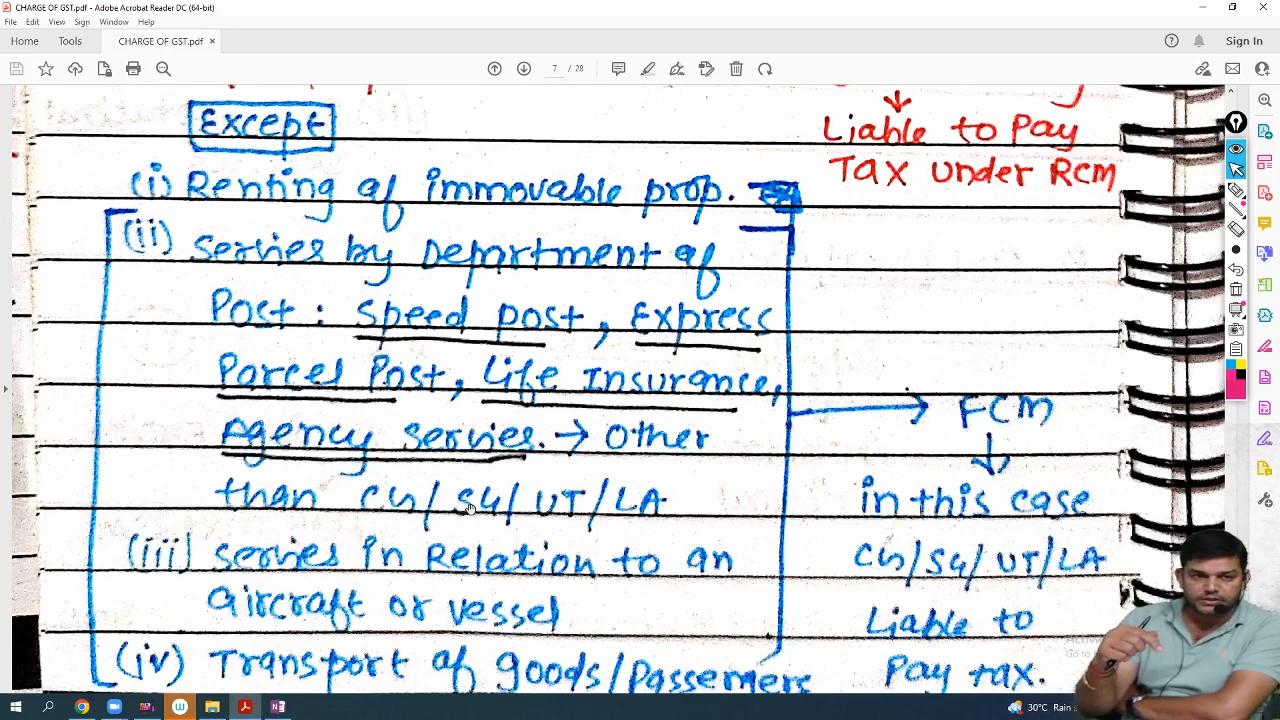 CHARGE OF GST.pdf - Adobe Acrobat Reader DC (64-bit)
File Edit View Sign Window Help
Home Tools CHARGE OF GST.pdf × Sign In
7 / 28
Except
Liable to Pay
Tax under Rcm
(i) Renting of immovable prop.
(ii) Servies by Department of
Post : Speed post, Express
Parcel Post, Life Insurance,
Agency servies. → Other
than CG/SG/UT/LA
→ FCM
in this case
CG/SG/UT/LA
Liable to
Pay tax.
(iii) Servies in Relation to an
aircraft or vessel
(iv) Transport of goods/Passemers
30°C Rain